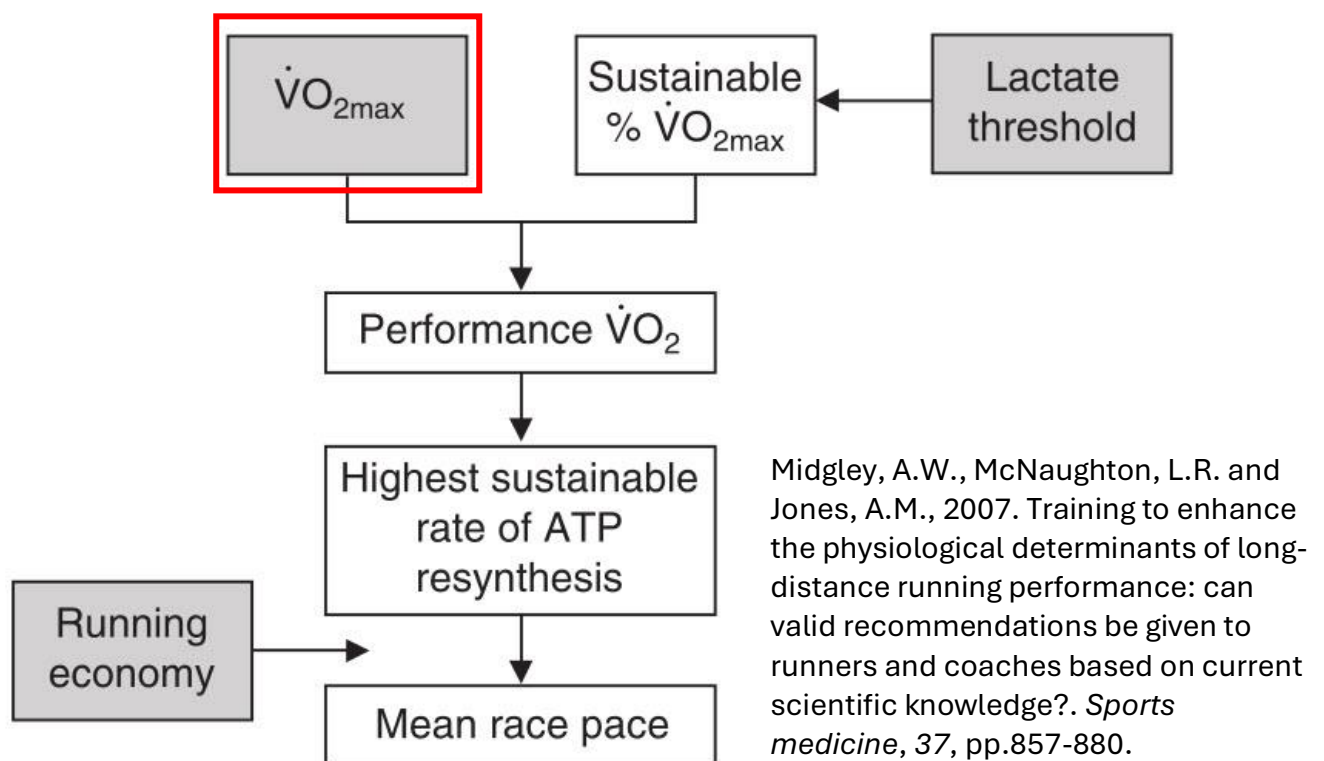 V̇O₂max
Sustainable
% V̇O₂max
Lactate
threshold
Performance V̇O₂
Highest sustainable
rate of ATP
resynthesis
Running
economy
Mean race pace
Midgley, A.W., McNaughton, L.R. and
Jones, A.M., 2007. Training to enhance
the physiological determinants of long-
distance running performance: can
valid recommendations be given to
runners and coaches based on current
scientific knowledge?. Sports
medicine, 37, pp.857-880.